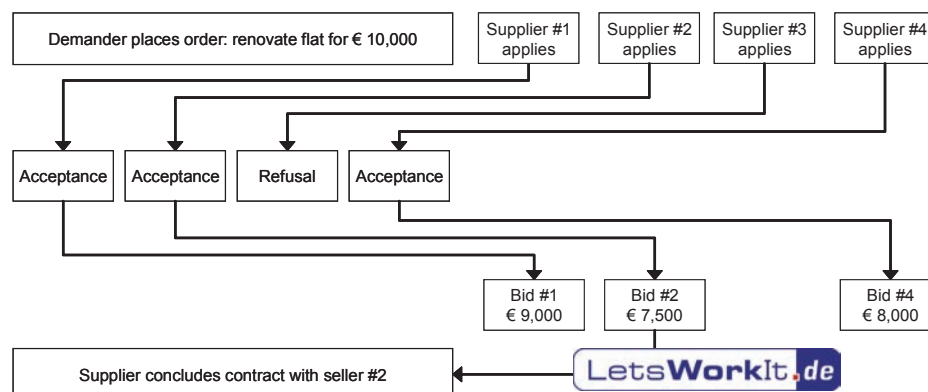 Demander places order: renovate flat for € 10,000
Supplier #1
applies
Supplier #2
applies
Supplier #3
applies
Supplier #4
applies
Acceptance
Acceptance
Refusal
Acceptance
Bid #1
€ 9,000
Bid #2
€ 7,500
Bid #4
€ 8,000
Supplier concludes contract with seller #2
LetsWorkIt.de